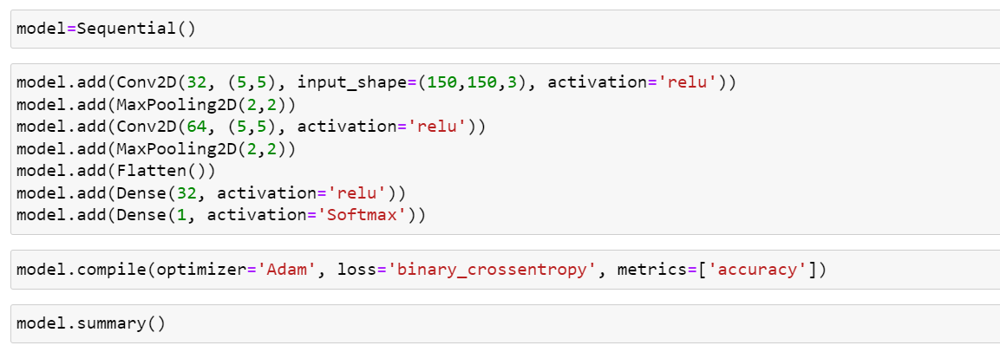 model=Sequential()
model.add(Conv2D(32, (5,5), input_shape=(150,150,3), activation='relu'))
model.add(MaxPooling2D(2,2))
model.add(Conv2D(64, (5,5), activation='relu'))
model.add(MaxPooling2D(2,2))
model.add(Flatten())
model.add(Dense(32, activation='relu'))
model.add(Dense(1, activation='Softmax'))
model.compile(optimizer='Adam', loss='binary_crossentropy', metrics=['accuracy'])
model.summary()